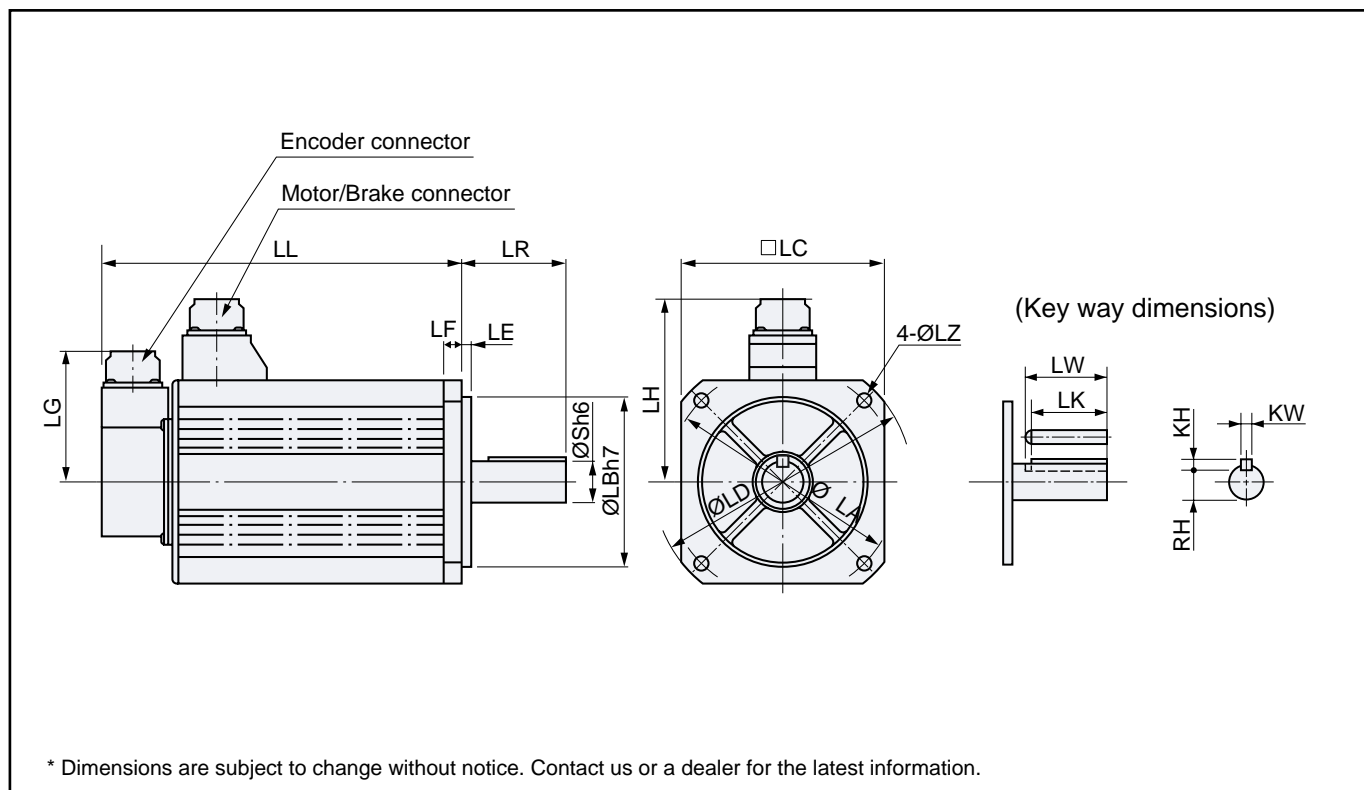 Encoder connector
Motor/Brake connector
LL
LR
□LC
(Key way dimensions)
LF
LE
4-ØLZ
LG
LH
ØSh6
ØLBh7
ØLD
Ø LA
LW
LK
KH
KW
RH
* Dimensions are subject to change without notice. Contact us or a dealer for the latest information.